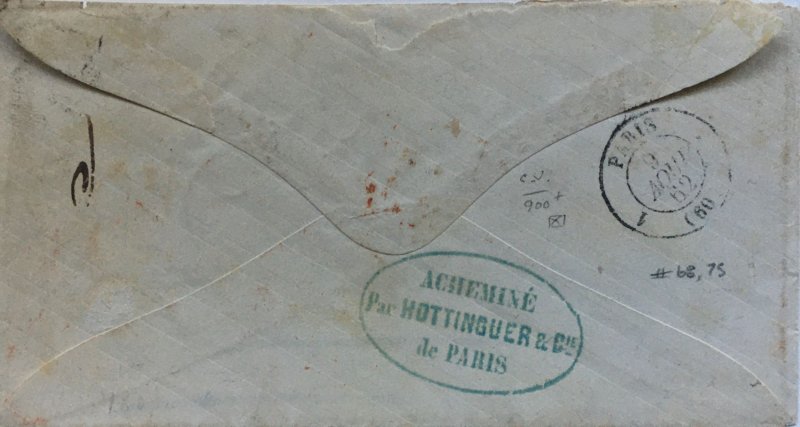 PARIS
9
AOUT
62
1 (60)
C.V.
900 +
# 68, 75
ACHEMINÉ
Par HOTTINGUER & CIE
de PARIS